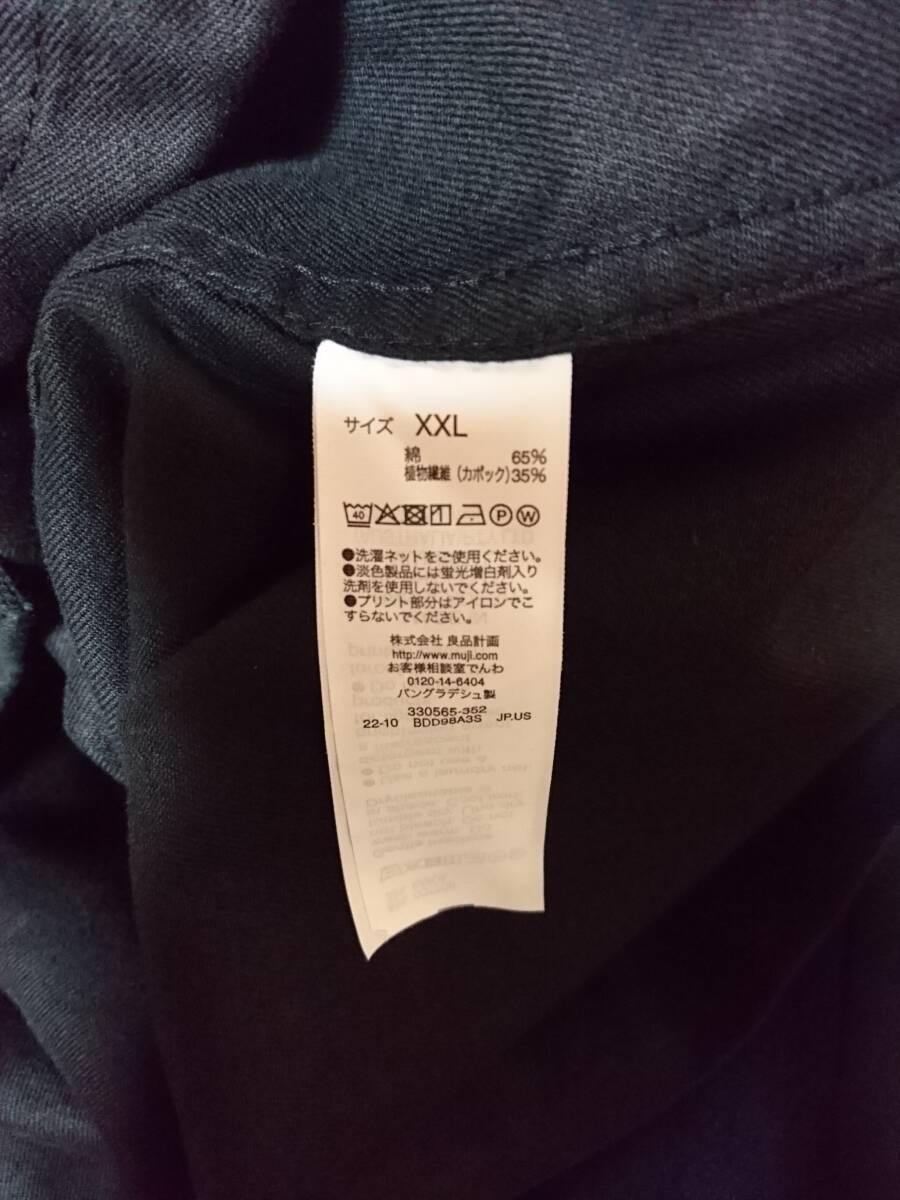 サイズ XXL
綿 65%
植物繊維 (カポック) 35%
40 P W
●洗濯ネットをご使用ください。
●淡色製品には蛍光増白剤入り
洗剤を使用しないでください。
●プリント部分はアイロンでこ
すらないでください。
株式会社 良品計画
http://www.muji.com
お客様相談室でんわ
0120-14-6404
バングラデシュ製
330565-352
22-10 BDD98A3S JP.US